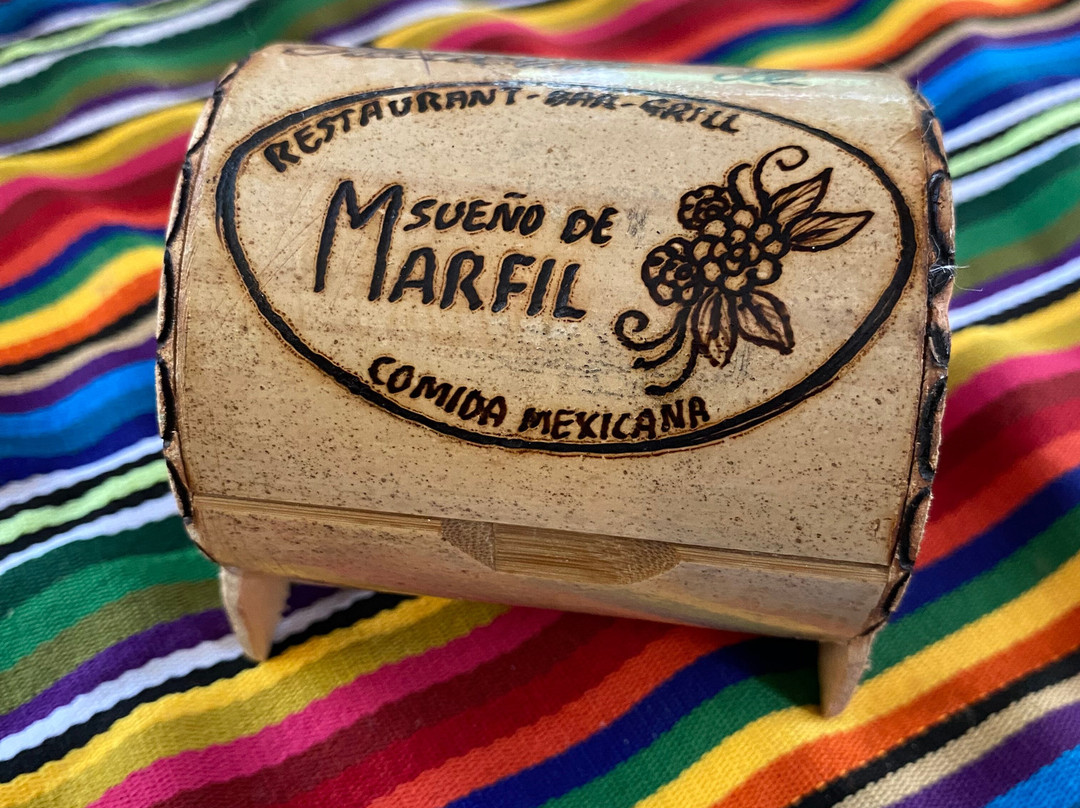 RESTAURANT-BAR-GRILL
SUEÑO DE
MARFIL
COMIDA MEXICANA